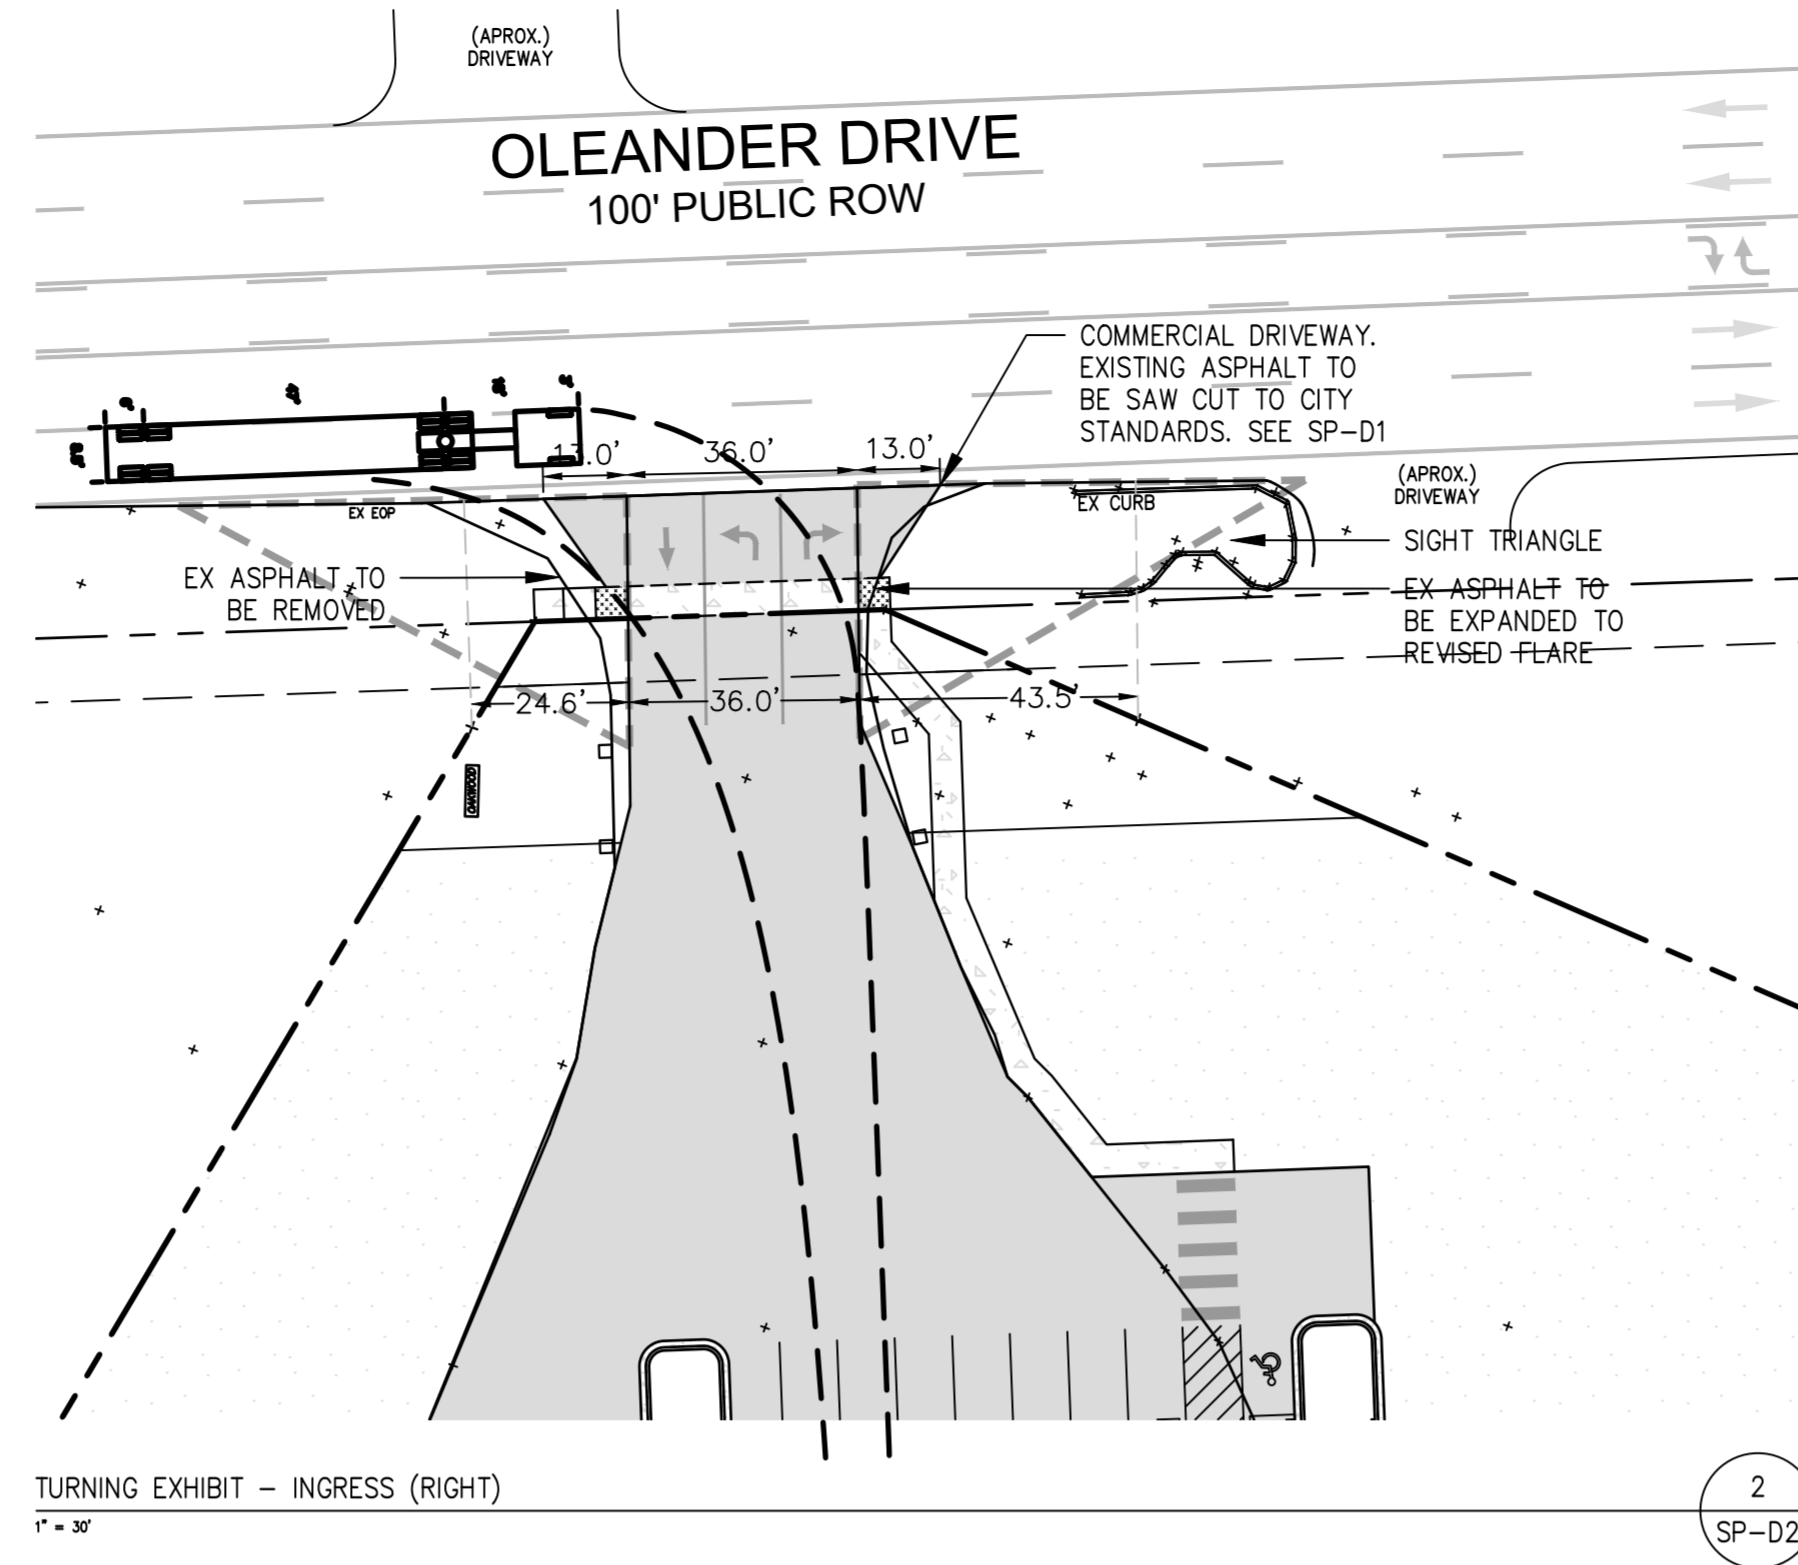 (APROX.)
DRIVEWAY
OLEANDER DRIVE
100' PUBLIC ROW
COMMERCIAL DRIVEWAY.
EXISTING ASPHALT TO
BE SAW CUT TO CITY
STANDARDS. SEE SP-D1
13.0'
36.0'
13.0'
(APROX.)
DRIVEWAY
EX EOP
EX CURB
SIGHT TRIANGLE
EX ASPHALT TO
BE REMOVED
EX ASPHALT TO
BE EXPANDED TO
REVISED FLARE
24.6'
36.0'
43.5'
OAKWOOD
TURNING EXHIBIT – INGRESS (RIGHT)
1" = 30'
2
SP-D2